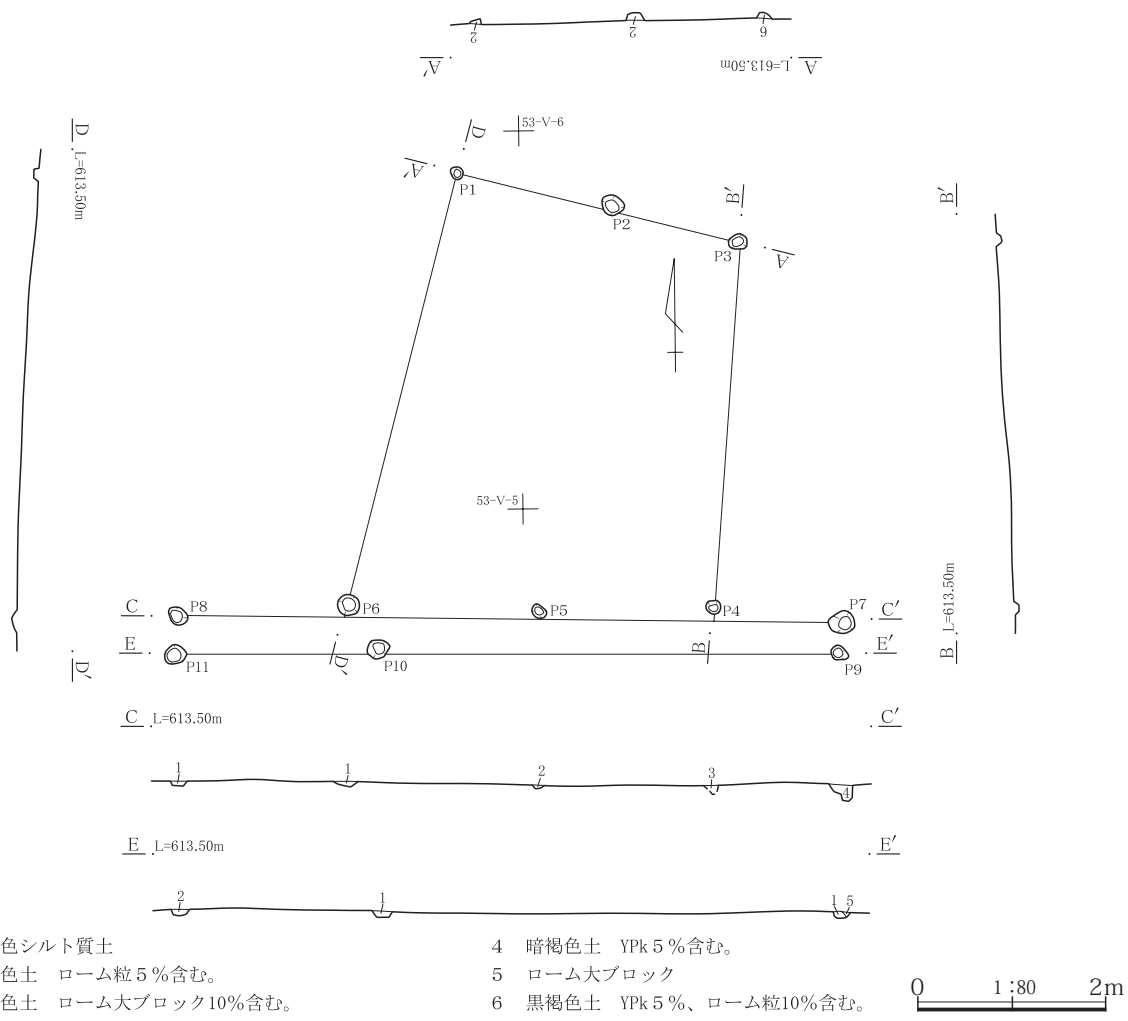 2 2 6
A′ L=613.50m A
D L=613.50m D′
53-V-6
D
A′ P1
P2
B′
P3 A
B′ L=613.50m B
53-V-5
C P8 P6 P5 P4 P7 C′
E P11 D′ P10 B P9 E′
C L=613.50m C′
1 1 2 3 4
E L=613.50m E′
2 1 1 5
色シルト質土
色土 ローム粒5%含む。
色土 ローム大ブロック10%含む。
4 暗褐色土 YPk5%含む。
5 ローム大ブロック
6 黒褐色土 YPk5%、ローム粒10%含む。
0 1:80 2m